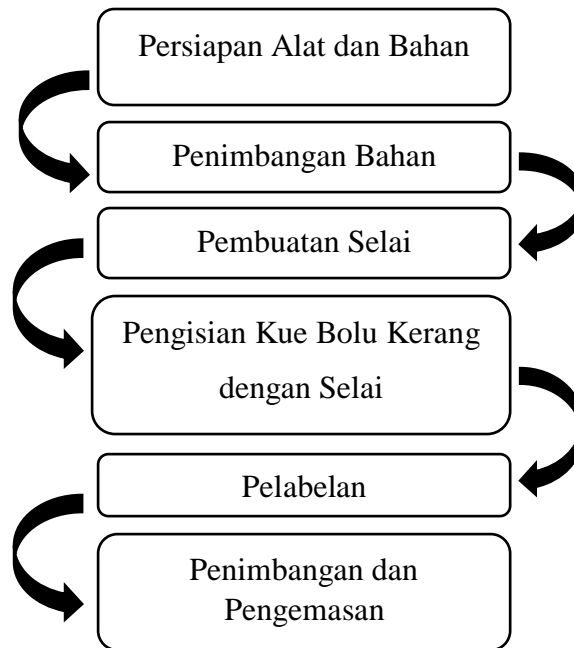 Persiapan Alat dan Bahan
Penimbangan Bahan
Pembuatan Selai
Pengisian Kue Bolu Kerang
dengan Selai
Pelabelan
Penimbangan dan
Pengemasan